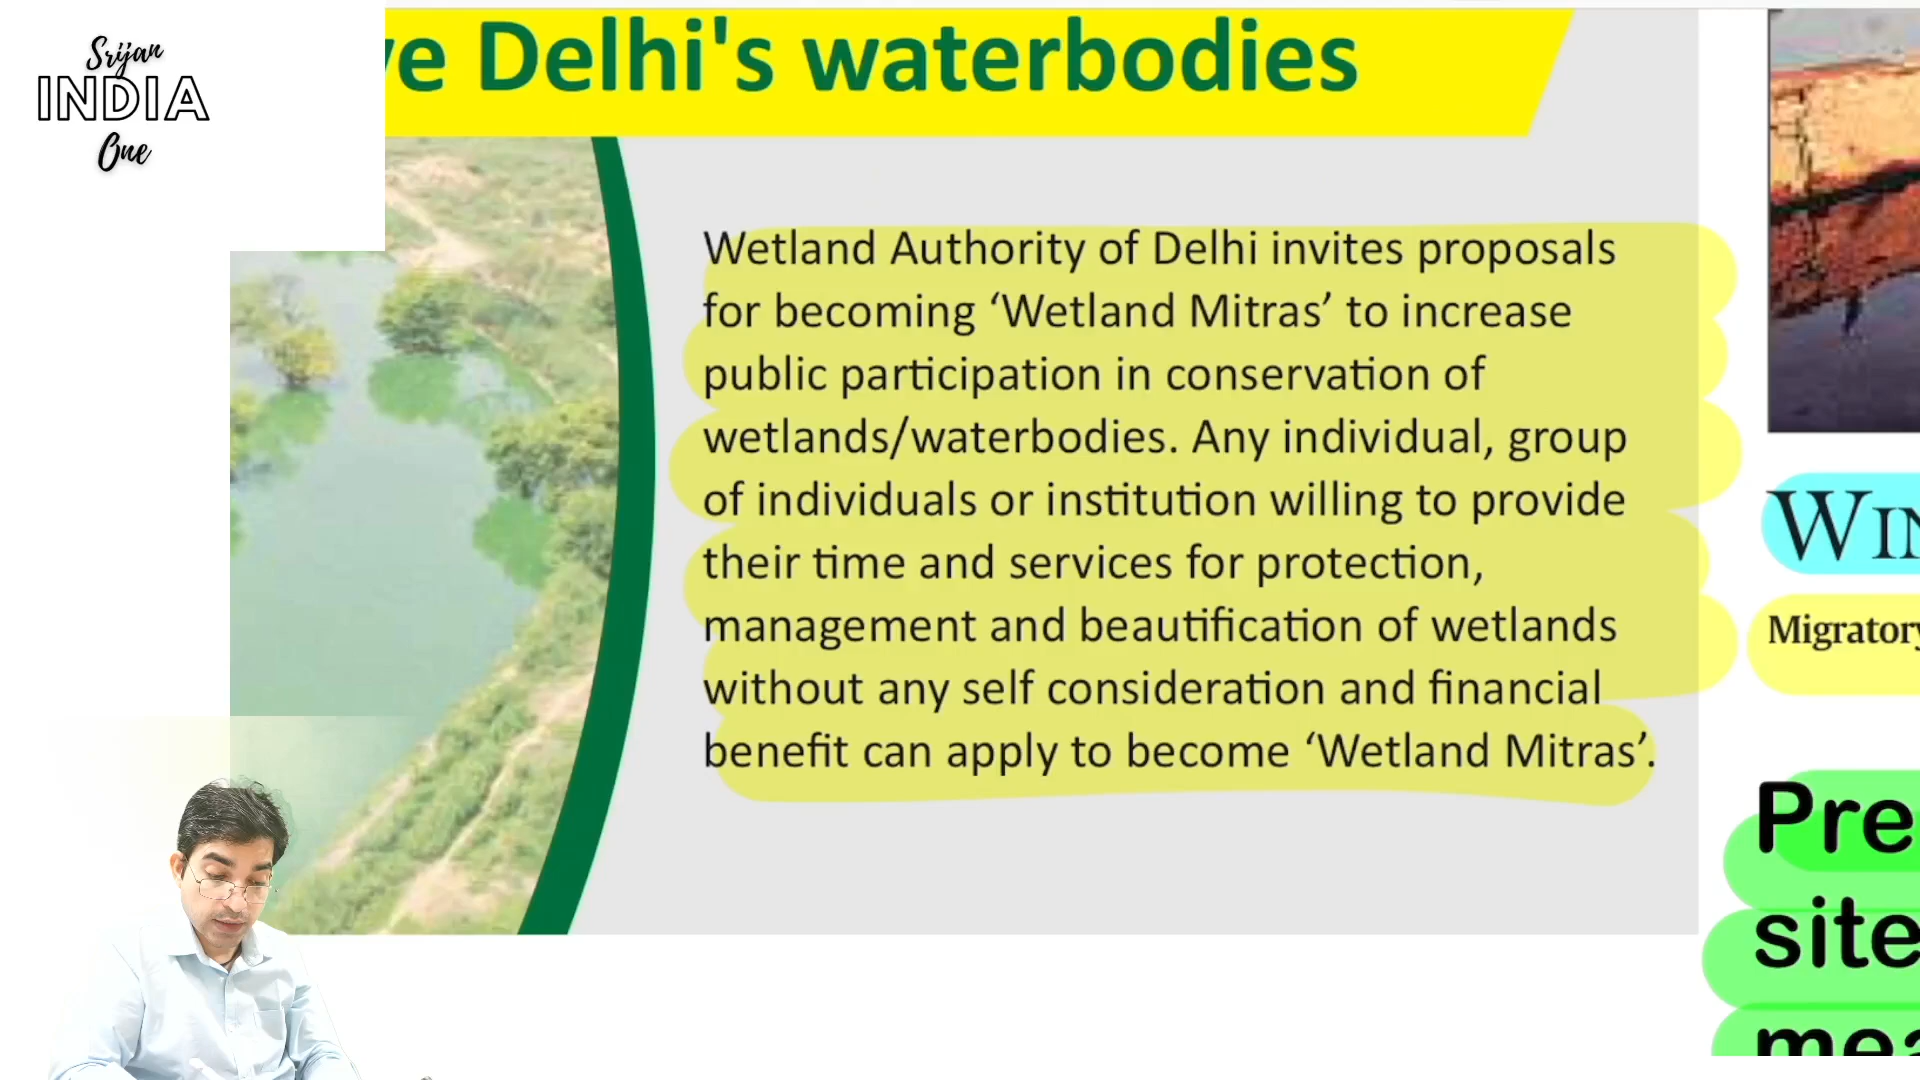 Srijan
INDIA
One
ve Delhi's waterbodies
Wetland Authority of Delhi invites proposals
for becoming ‘Wetland Mitras’ to increase
public participation in conservation of
wetlands/waterbodies. Any individual, group
of individuals or institution willing to provide
their time and services for protection,
management and beautification of wetlands
without any self consideration and financial
benefit can apply to become ‘Wetland Mitras’.
WIN
Migratory
Pre
site
mea